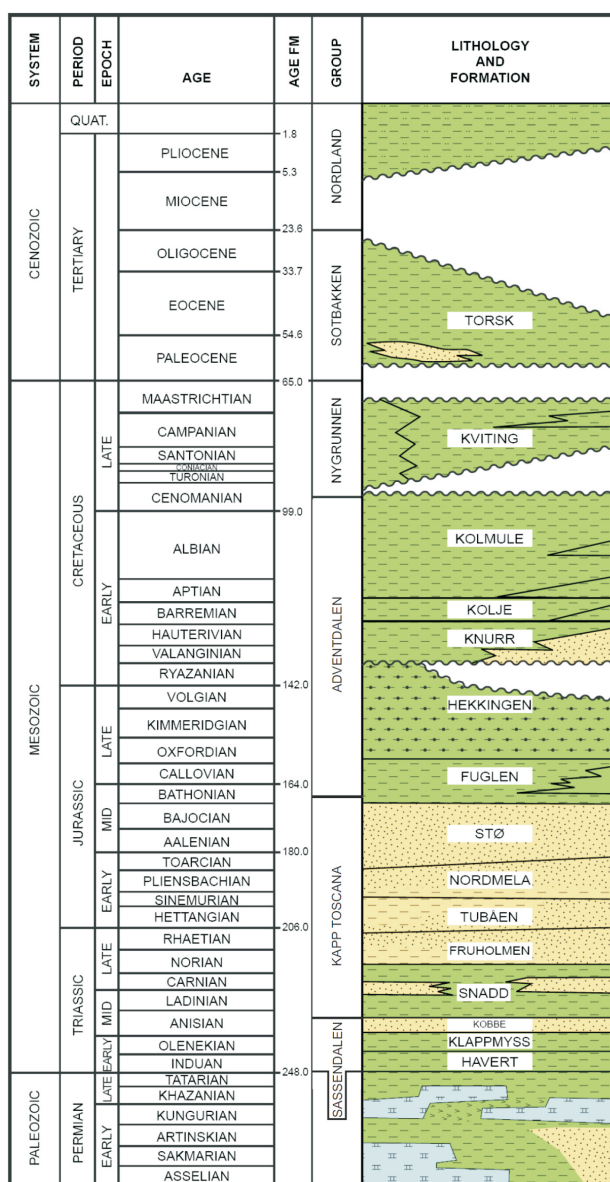 SYSTEM
PERIOD
EPOCH
AGE
AGE FM
GROUP
LITHOLOGY
AND
FORMATION
CENOZOIC
MESOZOIC
PALEOZOIC
QUAT.
TERTIARY
CRETACEOUS
JURASSIC
TRIASSIC
PERMIAN
LATE
EARLY
LATE
MID
EARLY
LATE
MID
EARLY
LATE
EARLY
PLIOCENE
MIOCENE
OLIGOCENE
EOCENE
PALEOCENE
MAASTRICHTIAN
CAMPANIAN
SANTONIAN
CONIACIAN
TURONIAN
CENOMANIAN
ALBIAN
APTIAN
BARREMIAN
HAUTERIVIAN
VALANGINIAN
RYAZANIAN
VOLGIAN
KIMMERIDGIAN
OXFORDIAN
CALLOVIAN
BATHONIAN
BAJOCIAN
AALENIAN
TOARCIAN
PLIENSBACHIAN
SINEMURIAN
HETTANGIAN
RHAETIAN
NORIAN
CARNIAN
LADINIAN
ANISIAN
OLENEKIAN
INDUAN
TATARIAN
KHAZANIAN
KUNGURIAN
ARTINSKIAN
SAKMARIAN
ASSELIAN
1.8
5.3
23.6
33.7
54.6
65.0
99.0
142.0
164.0
180.0
206.0
248.0
NORDLAND
SOTBAKKEN
NYGRUNNEN
ADVENTDALEN
KAPP TOSCANA
SASSENDALEN
TORSK
KVITING
KOLMULE
KOLJE
KNURR
HEKKINGEN
FUGLEN
STØ
NORDMELA
TUBÅEN
FRUHOLMEN
SNADD
KOBBE
KLAPPMYSS
HAVERT